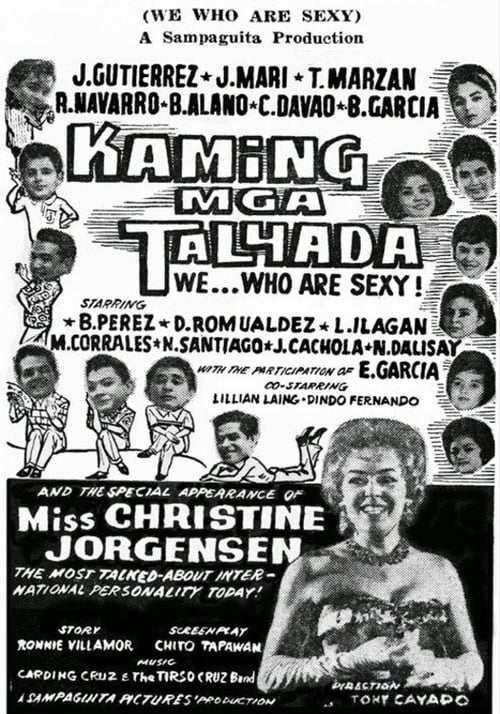 (WE WHO ARE SEXY)
A Sampaguita Production
J.GUTIERREZ★J.MARI★T.MARZAN
R.NAVARRO★B.ALANO★C.DAVAO★B.GARCIA
KAMiNG
MGA
TALYADA
WE...WHO ARE SEXY!
STARRING
★B.PEREZ★D.ROMUALDEZ★L.ILAGAN
M.CORRALES★N.SANTIAGO★J.CACHOLA★N.DALISAY
WITH THE PARTICIPATION OF E.GARCIA
CO-STARRING
LILLIAN LAING·DINDO FERNANDO
AND THE SPECIAL APPEARANCE OF
Miss CHRISTINE
JORGENSEN
THE MOST TALKED-ABOUT INTER-
NATIONAL PERSONALITY TODAY!
STORY
RONNIE VILLAMOR
SCREENPLAY
CHITO TAPAWAN
MUSIC
CARDING CRUZ & The TIRSO CRUZ Band
A SAMPAGUITA PICTURES' PRODUCTION
DIRECTION
TONY CAYADO